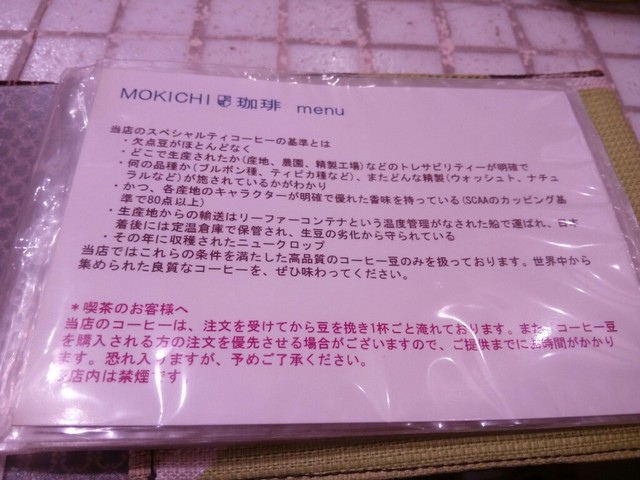 MOKICHI 珈琲 menu
当店のスペシャルティコーヒーの基準とは
・欠点豆がほとんどなく
・どこで生産されたか(産地、農園、精製工場)などのトレサビリティーが明確で
・何の品種か(ブルボン種、ティピカ種など)、またどんな精製(ウォッシュト、ナチュ
ラルなど)が施されているかがわかり
・かつ、各産地のキャラクターが明確で優れた香味を持っている(SCAAのカッピング基
準で80点以上)
・生産地からの輸送はリーファーコンテナという温度管理がなされた船で運ばれ、日本
着後には定温倉庫で保管され、生豆の劣化から守られている
・その年に収穫されたニュークロップ
当店ではこれらの条件を満たした高品質のコーヒー豆のみを扱っております。世界中から
集められた良質なコーヒーを、ぜひ味わってください。
*喫茶のお客様へ
当店のコーヒーは、注文を受けてから豆を挽き1杯ごと淹れております。また、コーヒー豆
を購入される方の注文を優先させる場合がございますので、ご提供までにお時間がかかり
ます。恐れ入りますが、予めご了承ください。
店内は禁煙です。